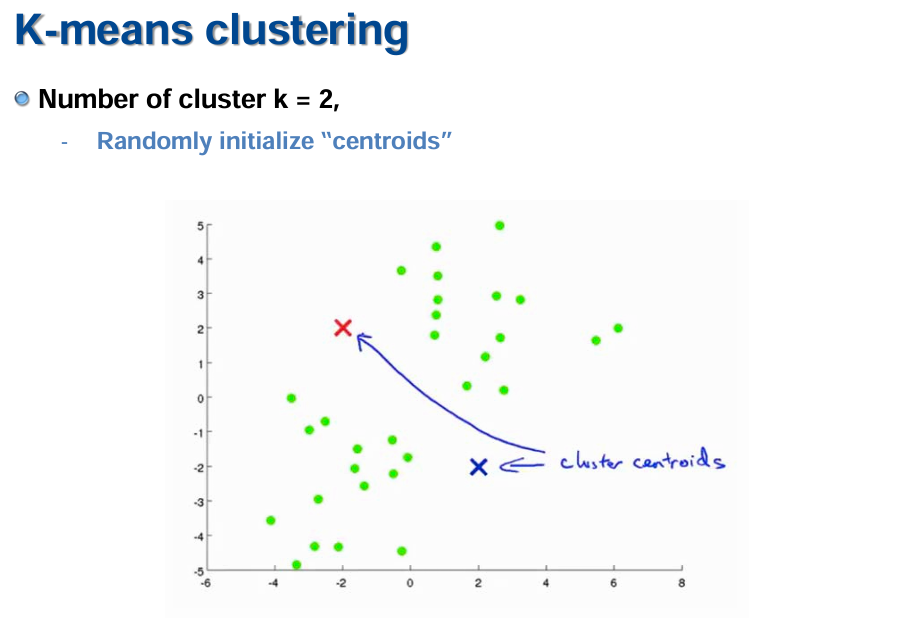 K-means clustering
Number of cluster k = 2,
- Randomly initialize “centroids”
5
4
3
2
1
0
-1
-2
-3
-4
-5
cluster centroids
-6 -4 -2 0 2 4 6 8